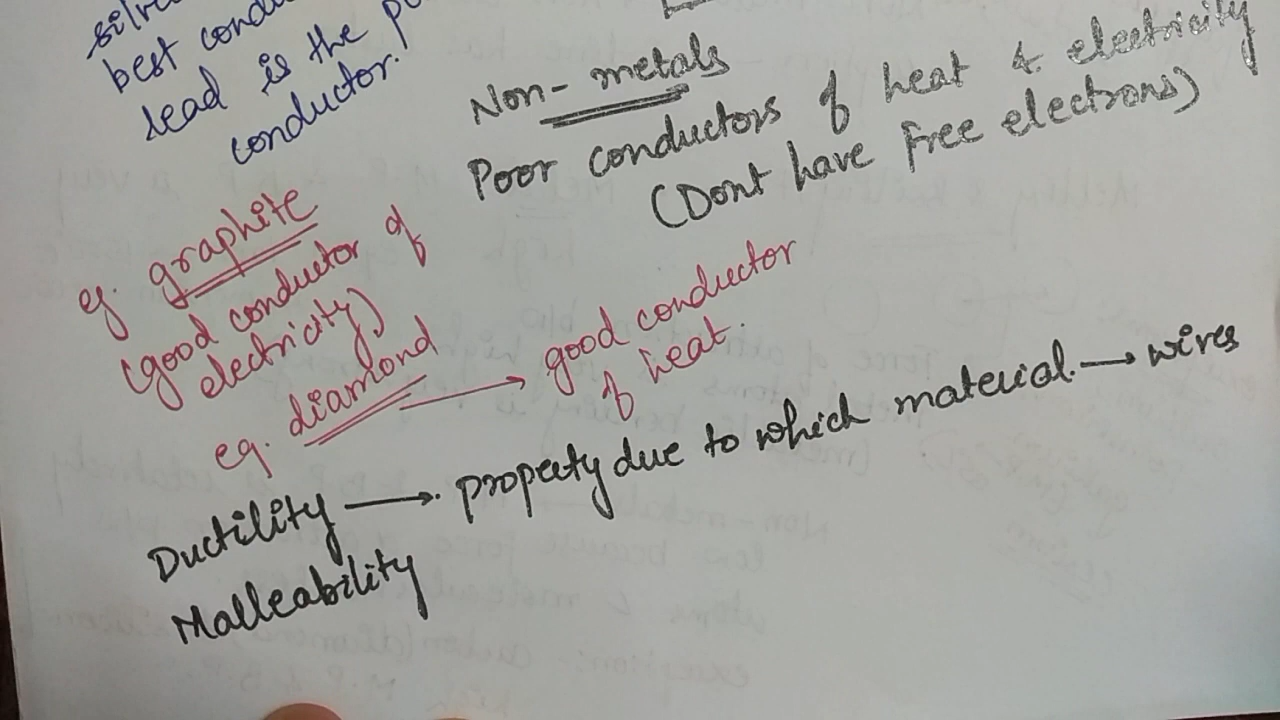 best
lead is the
conductor.
Non-metals
Poor conductors of heat & electricity
(Dont have free electrons)
eg. graphite
(good conductor of
electricity)
eg. diamond → good conductor
of heat.
Ductility → property due to which material. → wires
Malleability